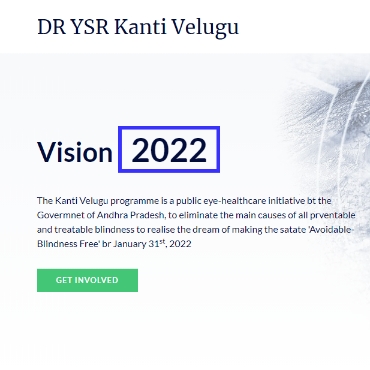 DR YSR Kanti Velugu
Vision 2022
The Kanti Velugu programme is a public eye-healthcare initiative bt the
Govermnet of Andhra Pradesh, to eliminate the main causes of all prventable
and treatable blindness to realise the dream of making the satate 'Avoidable-
Blindness Free' br January 31st, 2022
GET INVOLVED